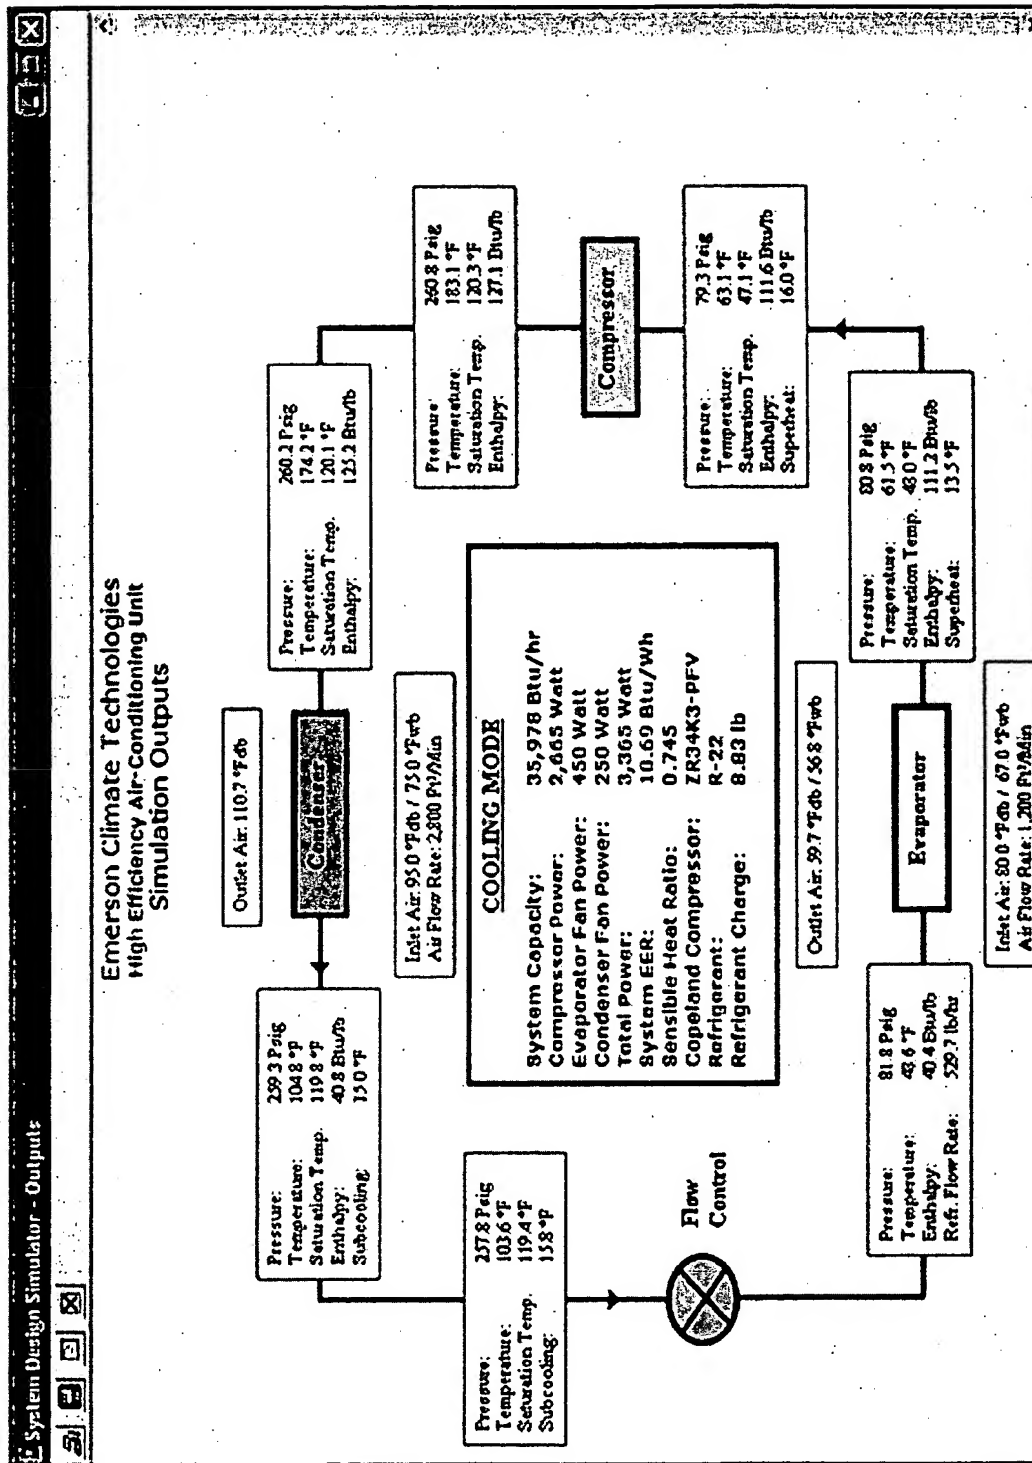 System Design Simulator - Outputs
Emerson Climate Technologies
High Efficiency Air-Conditioning Unit
Simulation Outputs
Outlet Air: 110.7 °Fdb
Condenser
Inlet Air: 95.0 °Fdb / 75.0 °Fwb
Air Flow Rate: 2,800 Ft³/Min
Pressure: 259.3 Psig
Temperature: 104.8 °F
Saturation Temp. 119.8 °F
Enthalpy: 40.8 Btu/lb
Subcooling: 15.0 °F
Pressure: 260.2 Psig
Temperature: 174.2 °F
Saturation Temp. 120.1 °F
Enthalpy: 125.2 Btu/lb
Pressure: 257.8 Psig
Temperature: 103.6 °F
Saturation Temp. 119.4 °F
Subcooling: 15.8 °F
Flow
Control
COOLING MODE
System Capacity: 35,978 Btu/hr
Compressor Power: 2,665 Watt
Evaporator Fan Power: 450 Watt
Condenser Fan Power: 250 Watt
Total Power: 3,365 Watt
System EER: 10.69 Btu/Wh
Sensible Heat Ratio: 0.745
Copeland Compressor: ZR34K3-PFV
Refrigerant: R-22
Refrigerant Charge: 8.83 lb
Pressure: 260.8 Psig
Temperature: 183.1 °F
Saturation Temp. 120.3 °F
Enthalpy: 127.1 Btu/lb
Compressor
Pressure: 79.3 Psig
Temperature: 63.1 °F
Saturation Temp. 47.1 °F
Enthalpy: 111.6 Btu/lb
Superheat: 16.0 °F
Pressure: 81.8 Psig
Temperature: 48.6 °F
Enthalpy: 40.4 Btu/lb
Refr. Flow Rate: 529.7 lb/hr
Outlet Air: 59.7 °Fdb / 56.8 °Fwb
Evaporator
Inlet Air: 80.0 °Fdb / 67.0 °Fwb
Air Flow Rate: 1,200 Ft³/Min
Pressure: 80.8 Psig
Temperature: 61.5 °F
Saturation Temp. 48.0 °F
Enthalpy: 111.2 Btu/lb
Superheat: 13.5 °F